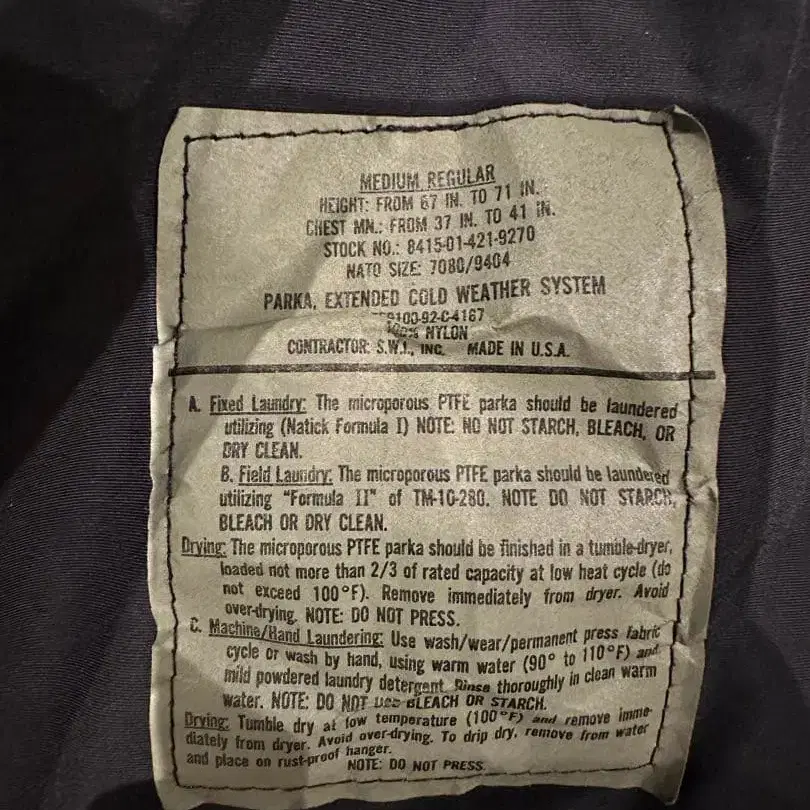 MEDIUM REGULAR
HEIGHT: FROM 67 IN. TO 71 IN.
CHEST MN.: FROM 37 IN. TO 41 IN.
STOCK NO.: 8415-01-421-9270
NATO SIZE: 7080/9404
PARKA, EXTENDED COLD WEATHER SYSTEM
100-92-C-4167
100% NYLON
CONTRACTOR: S.W.I., INC. MADE IN U.S.A.
A. Fixed Laundry: The microporous PTFE parka should be laundered
utilizing (Natick Formula I) NOTE: NO NOT STARCH, BLEACH, OR
DRY CLEAN.
B. Field Laundry: The microporous PTFE parka should be laundered
utilizing "Formula II" of TM-10-280. NOTE DO NOT STARCH,
BLEACH OR DRY CLEAN.
Drying: The microporous PTFE parka should be finished in a tumble-dryer,
loaded not more than 2/3 of rated capacity at low heat cycle (do
not exceed 100°F). Remove immediately from dryer. Avoid
over-drying. NOTE: DO NOT PRESS.
C. Machine/Hand Laundering: Use wash/wear/permanent press fabric
cycle or wash by hand, using warm water (90° to 110°F) and
mild powdered laundry detergent. Rinse thoroughly in clean warm
water. NOTE: DO NOT USE BLEACH OR STARCH.
Drying: Tumble dry at low temperature (100°F) and remove imme-
diately from dryer. Avoid over-drying. To drip dry, remove from water
and place on rust-proof hanger.
NOTE: DO NOT PRESS.